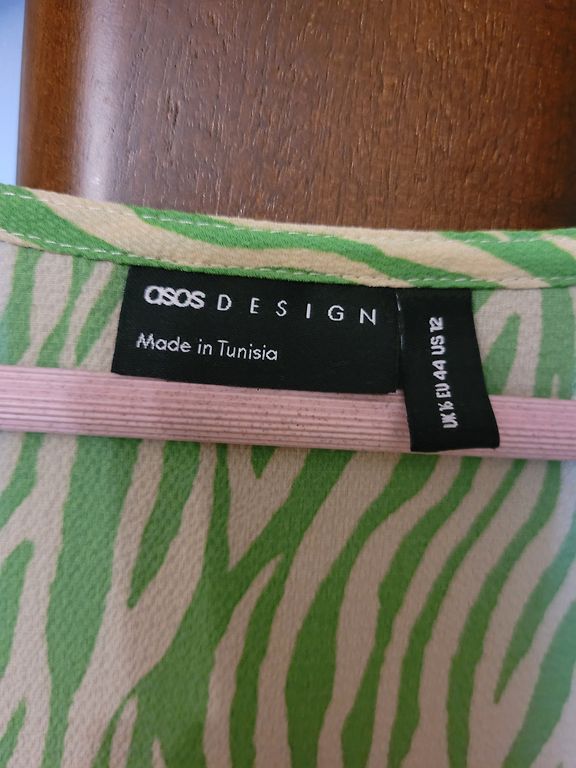 asos DESIGN
Made in Tunisia
UK 16 EU 44 US 12